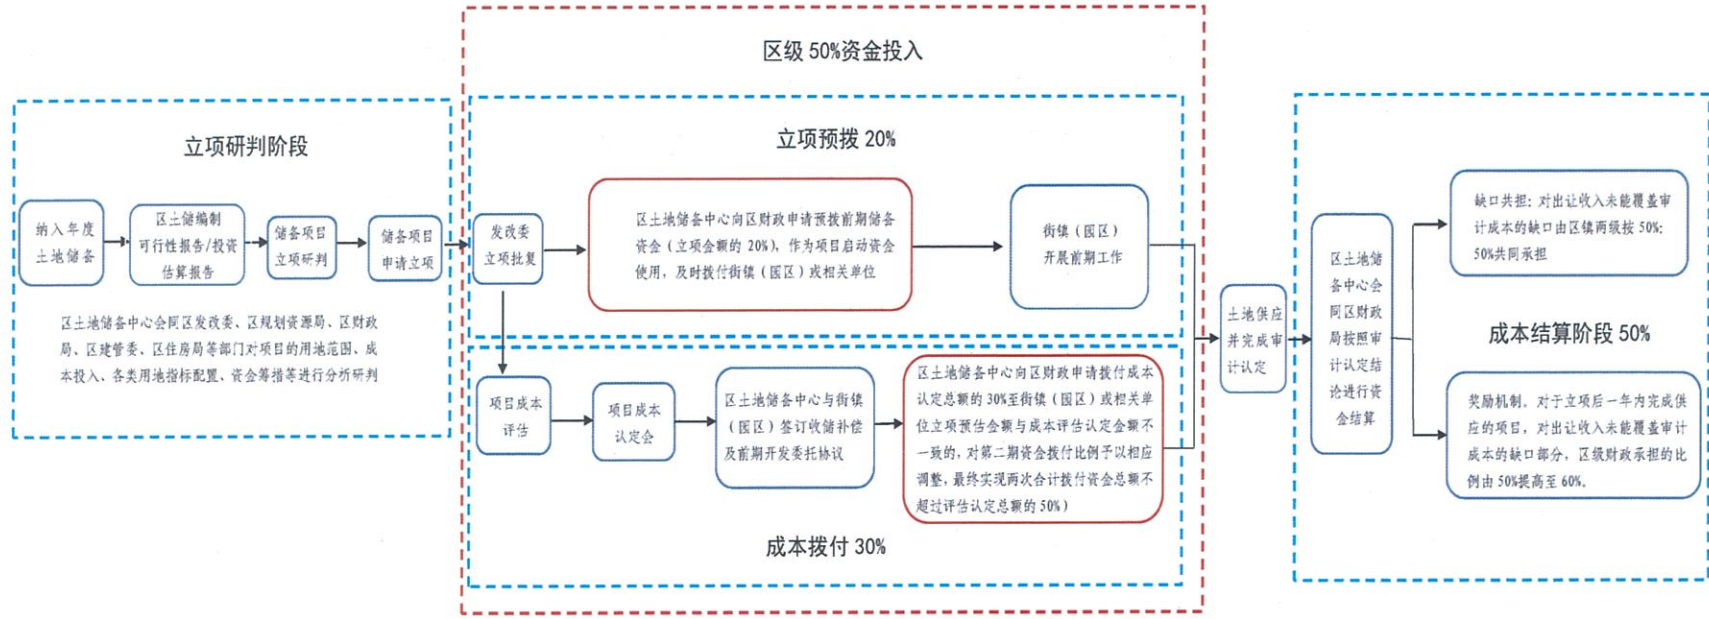 区级 50%资金投入
立项研判阶段
纳入年度
土地储备
区土储编制
可行性报告/投资
估算报告
储备项目
立项研判
储备项目
申请立项
区土地储备中心会同区发改委、区规划资源局、区财政
局、区建管委、区住房局等部门对项目的用地范围、成
本投入、各类用地指标配置、资金筹措等进行分析研判
立项预拨 20%
发改委
立项批复
区土地储备中心向区财政申请预拨前期储备
资金（立项金额的 20%），作为项目启动资金
使用，及时拨付街镇（园区）或相关单位
街镇（园区）
开展前期工作
项目成本
评估
项目成本
认定会
区土地储备中心与街镇
（园区）签订收储补偿
及前期开发委托协议
区土地储备中心向区财政申请拨付成本
认定总额的 30%至街镇（园区）或相关单
位立项预估金额与成本评估认定金额不
一致的，对第二期资金拨付比例予以相应
调整，最终实现两次合计拨付资金总额不
超过评估认定总额的 50%）
成本拨付 30%
土地供应
并完成审
计认定
区土地储
备中心会
同区财政
局按照审
计认定结
论进行资
金结算
缺口共担：对出让收入未能覆盖审
计成本的缺口由区镇两级按 50%：
50%共同承担
成本结算阶段 50%
奖励机制。对于立项后一年内完成供
应的项目，对出让收入未能覆盖审计
成本的缺口部分，区级财政承担的比
例由 50%提高至 60%。